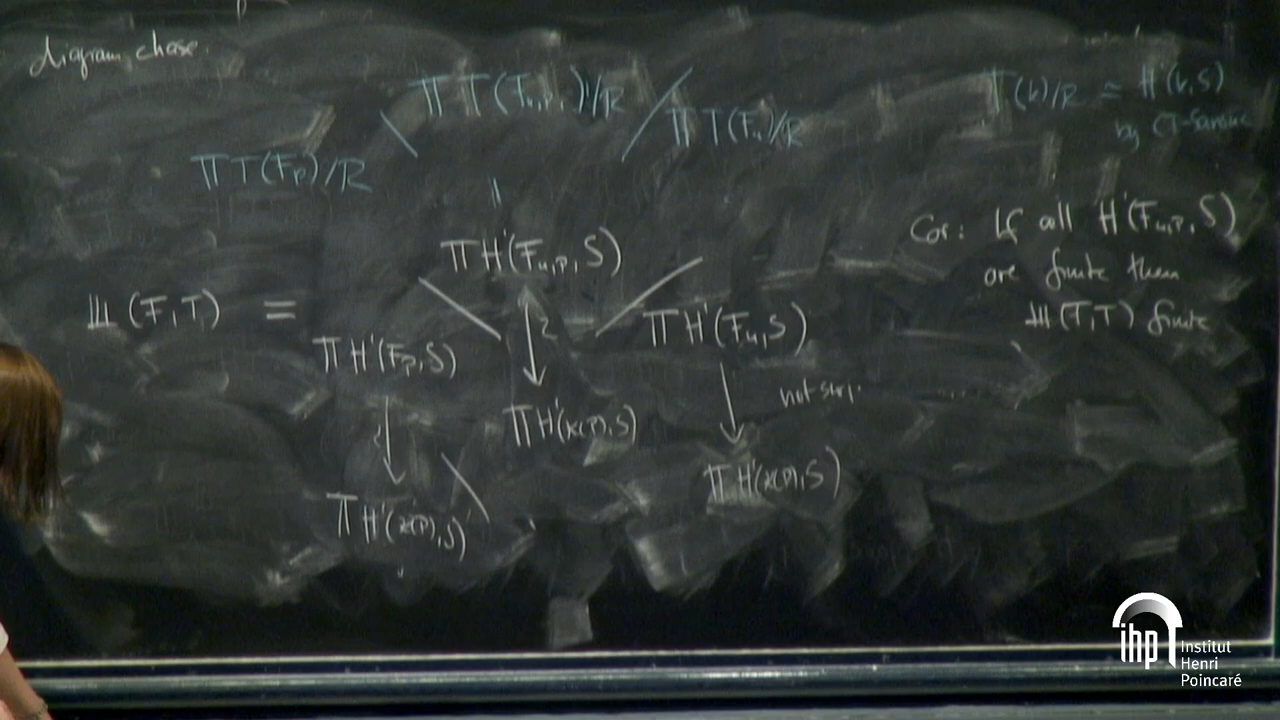 diagram chase.
∏ T(F_{u,p})/R
∏ T(F_p)/R
∏ T(F_u)/R
T(k)/R ≃ H¹(k,S)
by CT-Sansuc
∏ H¹(F_{u,p}, S)
Cor: If all H¹(F_{u,p}, S)
are finite then
Ш(F,T) finite
Ш(F,T) =
∏ H¹(F_p, S)
∏ H¹(F_u, S)
not surj.
∏ H¹(κ(P), S)
∏ H¹(κ(P), S)
∏ H¹(κ(P), S)
ihp Institut
Henri
Poincaré